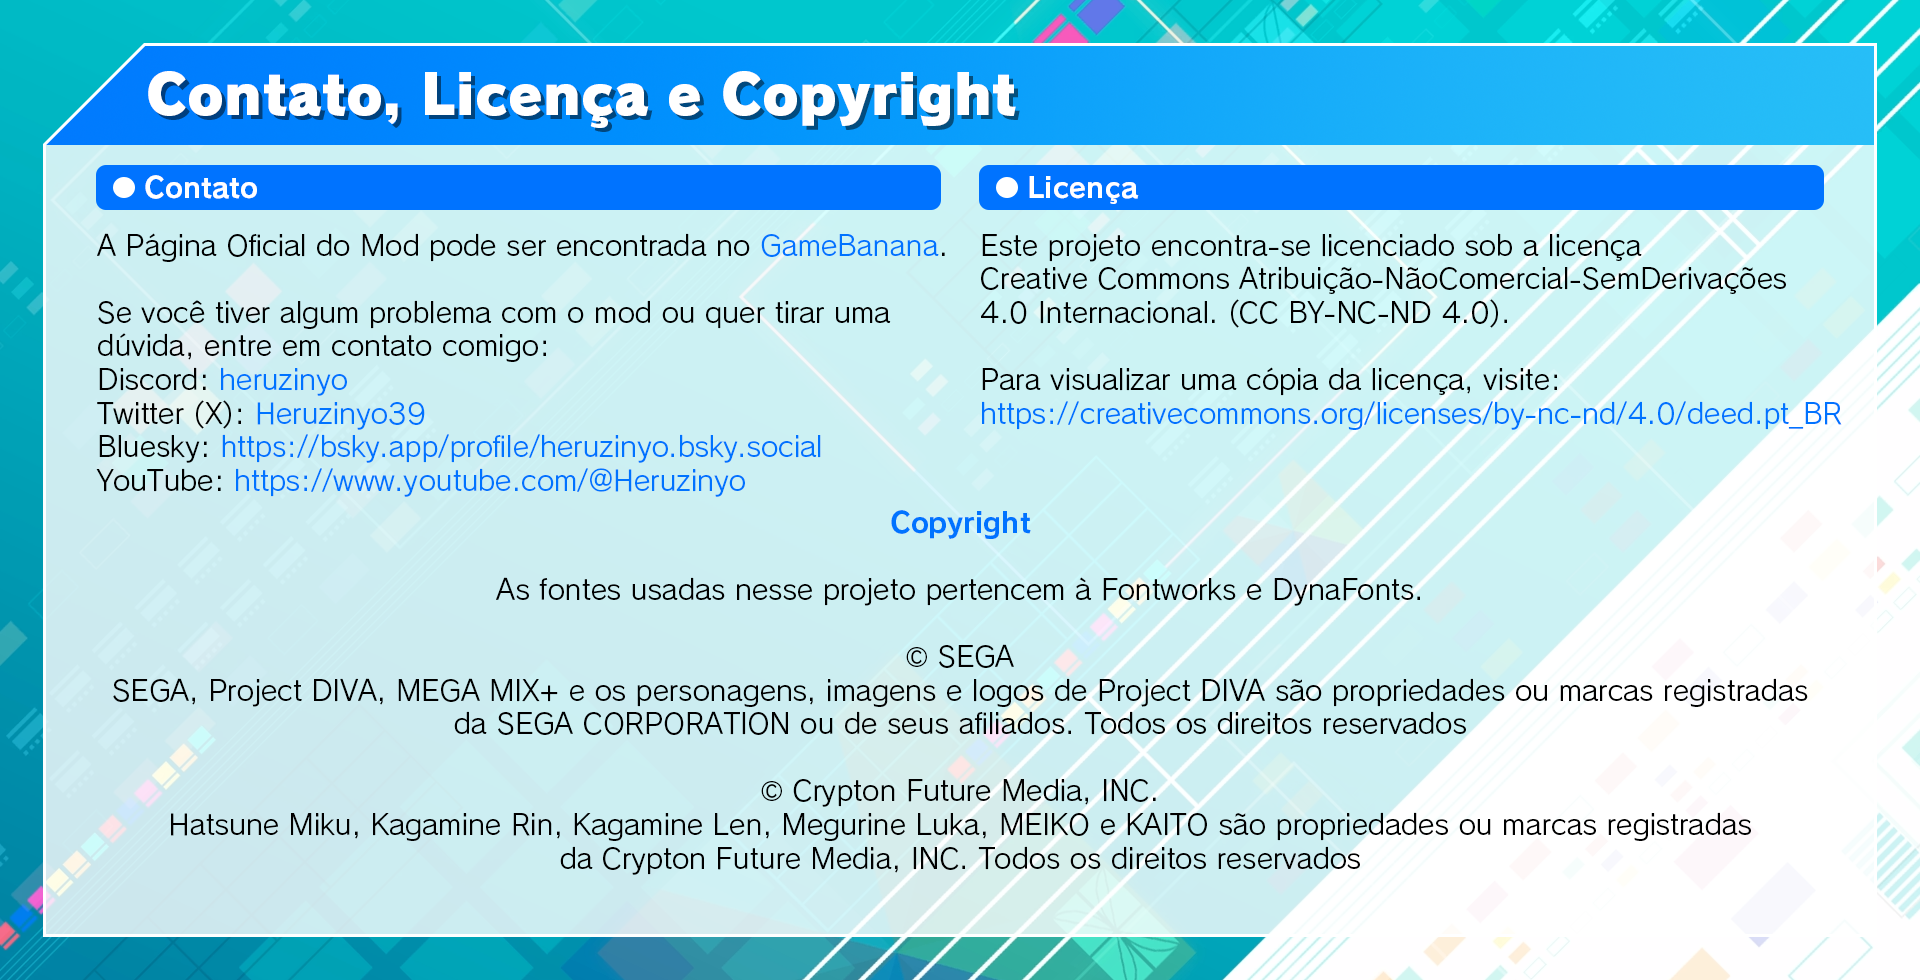 Contato, Licença e Copyright
● Contato
A Página Oficial do Mod pode ser encontrada no GameBanana.
Se você tiver algum problema com o mod ou quer tirar uma
dúvida, entre em contato comigo:
Discord: heruzinyo
Twitter (X): Heruzinyo39
Bluesky: https://bsky.app/profile/heruzinyo.bsky.social
YouTube: https://www.youtube.com/@Heruzinyo
● Licença
Este projeto encontra-se licenciado sob a licença
Creative Commons Atribuição-NãoComercial-SemDerivações
4.0 Internacional. (CC BY-NC-ND 4.0).
Para visualizar uma cópia da licença, visite:
https://creativecommons.org/licenses/by-nc-nd/4.0/deed.pt_BR
Copyright
As fontes usadas nesse projeto pertencem à Fontworks e DynaFonts.
© SEGA
SEGA, Project DIVA, MEGA MIX+ e os personagens, imagens e logos de Project DIVA são propriedades ou marcas registradas
da SEGA CORPORATION ou de seus afiliados. Todos os direitos reservados
© Crypton Future Media, INC.
Hatsune Miku, Kagamine Rin, Kagamine Len, Megurine Luka, MEIKO e KAITO são propriedades ou marcas registradas
da Crypton Future Media, INC. Todos os direitos reservados